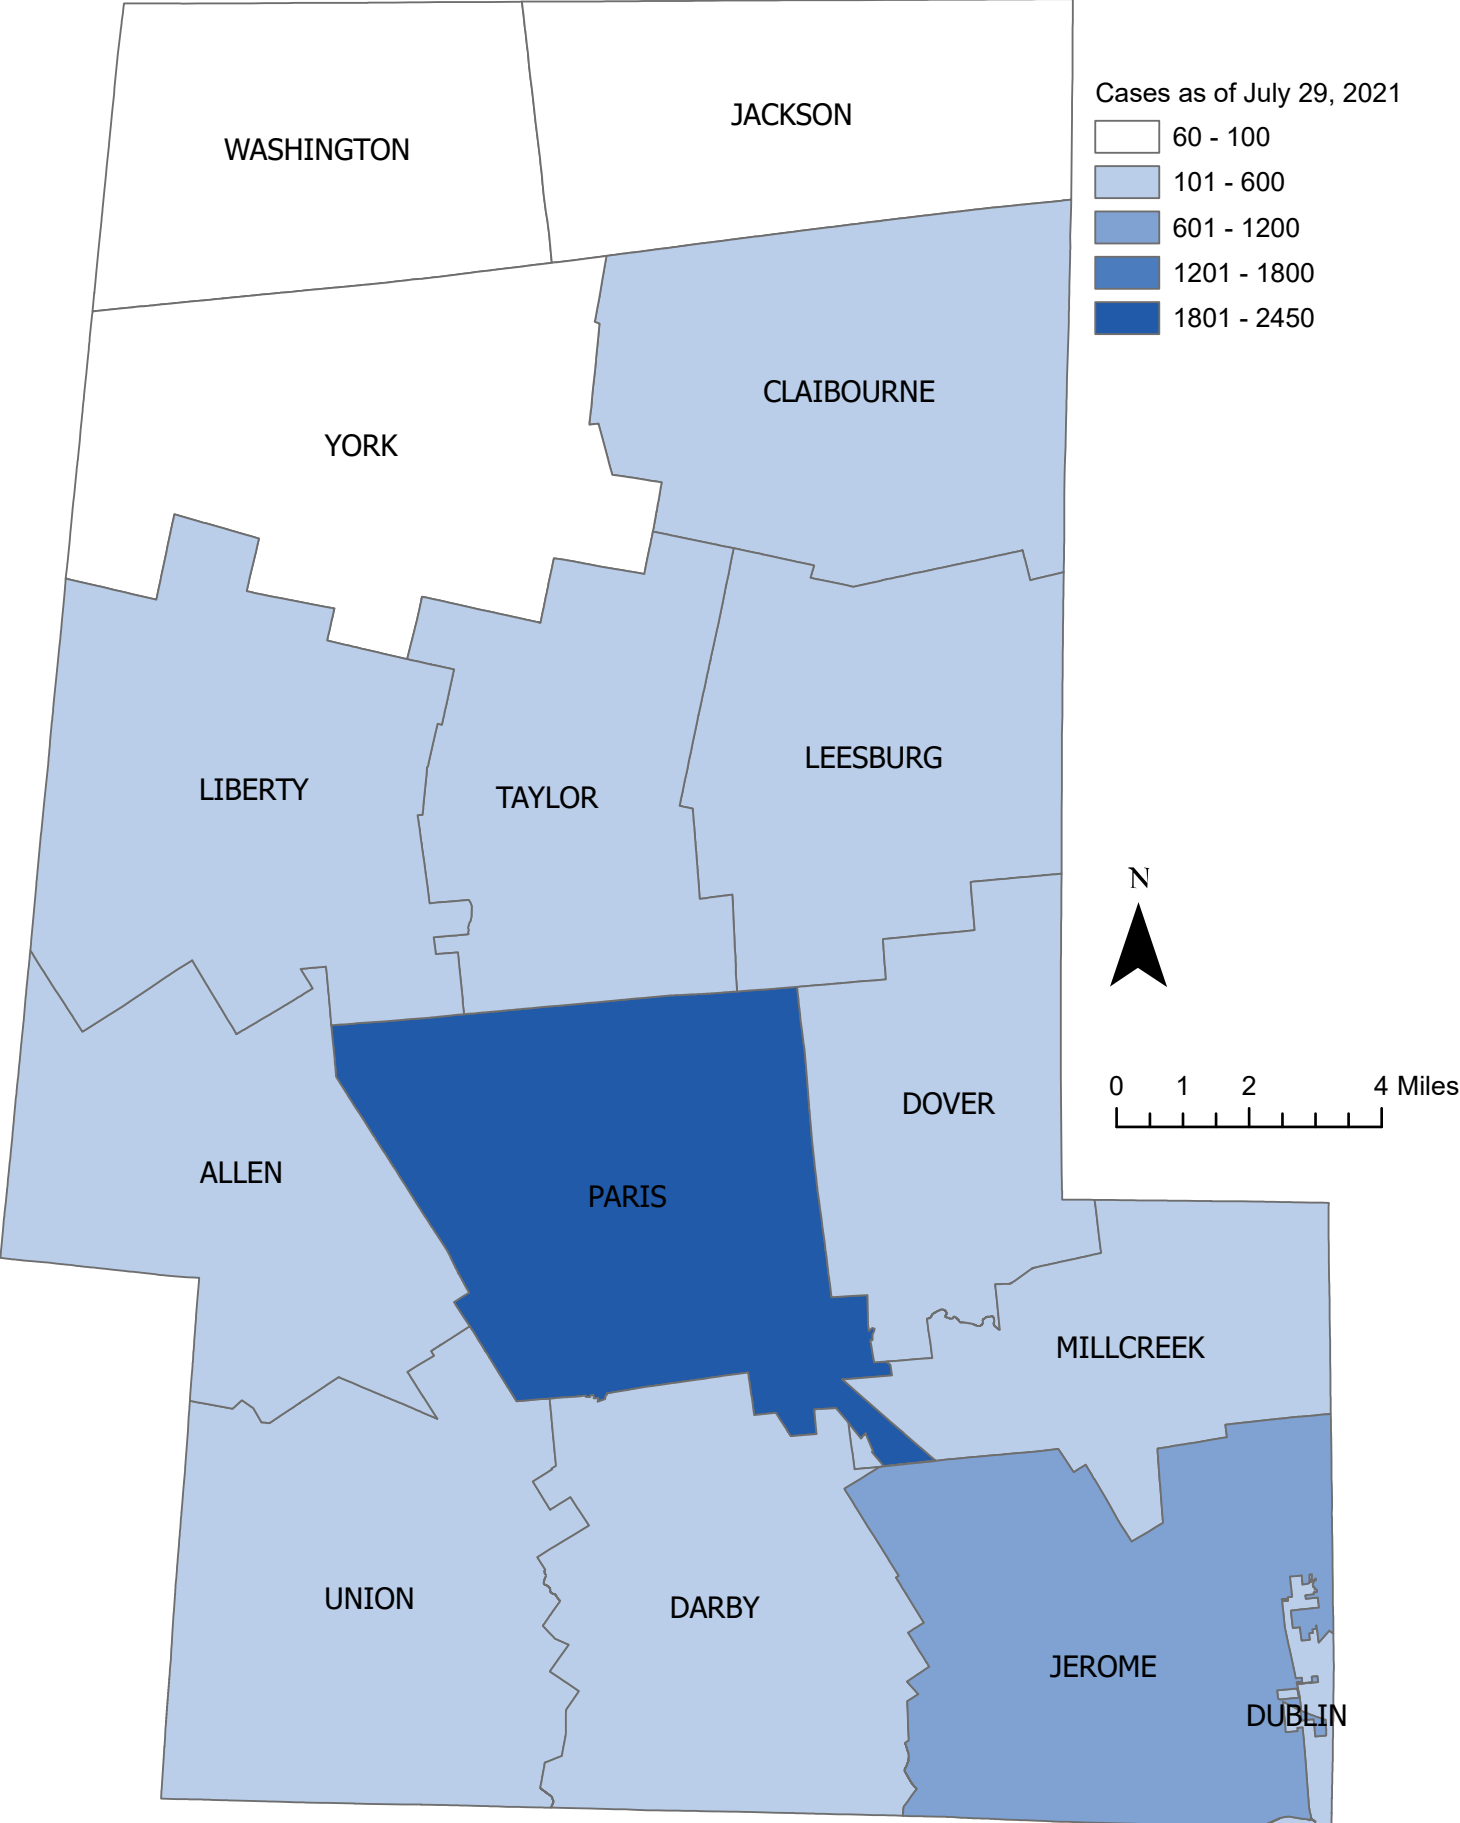 Cases as of July 29, 2021
60 - 100
101 - 600
601 - 1200
1201 - 1800
1801 - 2450
WASHINGTON
JACKSON
CLAIBOURNE
YORK
LEESBURG
LIBERTY
TAYLOR
N
0 1 2 4 Miles
DOVER
ALLEN
PARIS
MILLCREEK
UNION
DARBY
JEROME
DUBLIN